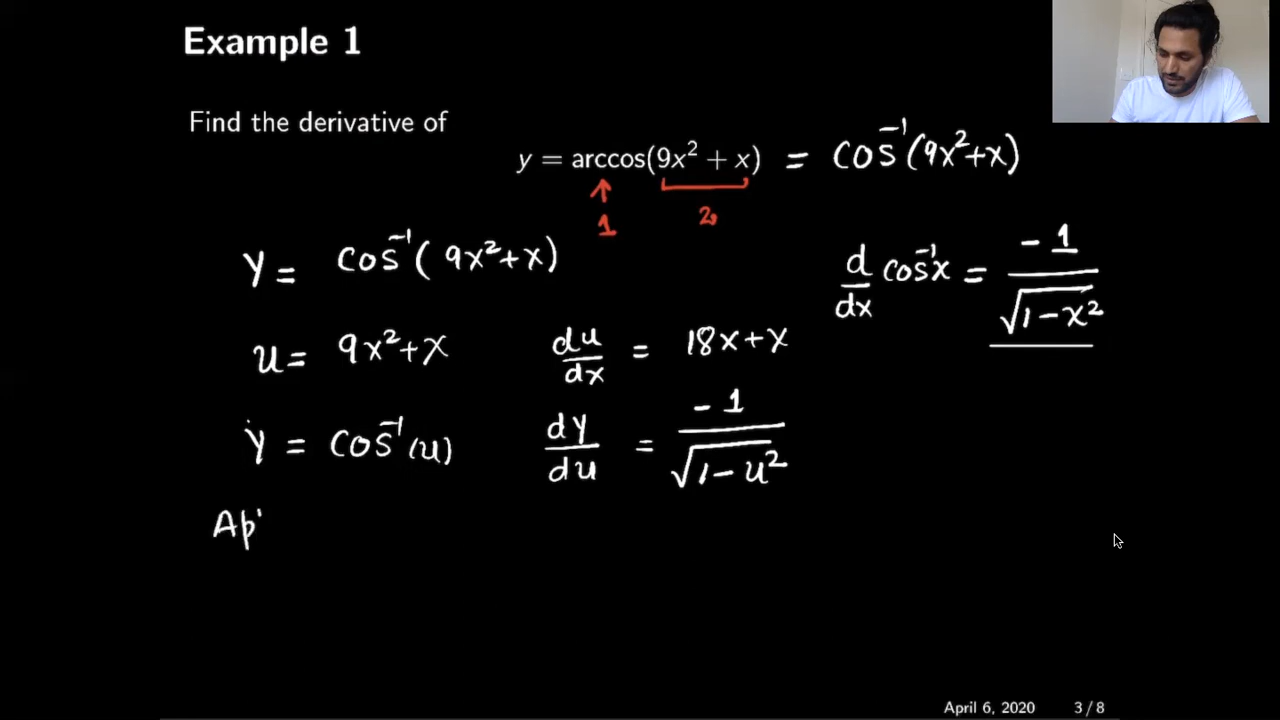 Example 1
Find the derivative of
y = arccos(9x² + x) = cos⁻¹(9x²+x)
1 2
y = cos⁻¹(9x²+x)
d/dx cos⁻¹x = -1/√(1-x²)
u = 9x²+x du/dx = 18x+x
y = cos⁻¹(u) dy/du = -1/√(1-u²)
Ap
April 6, 2020 3 / 8